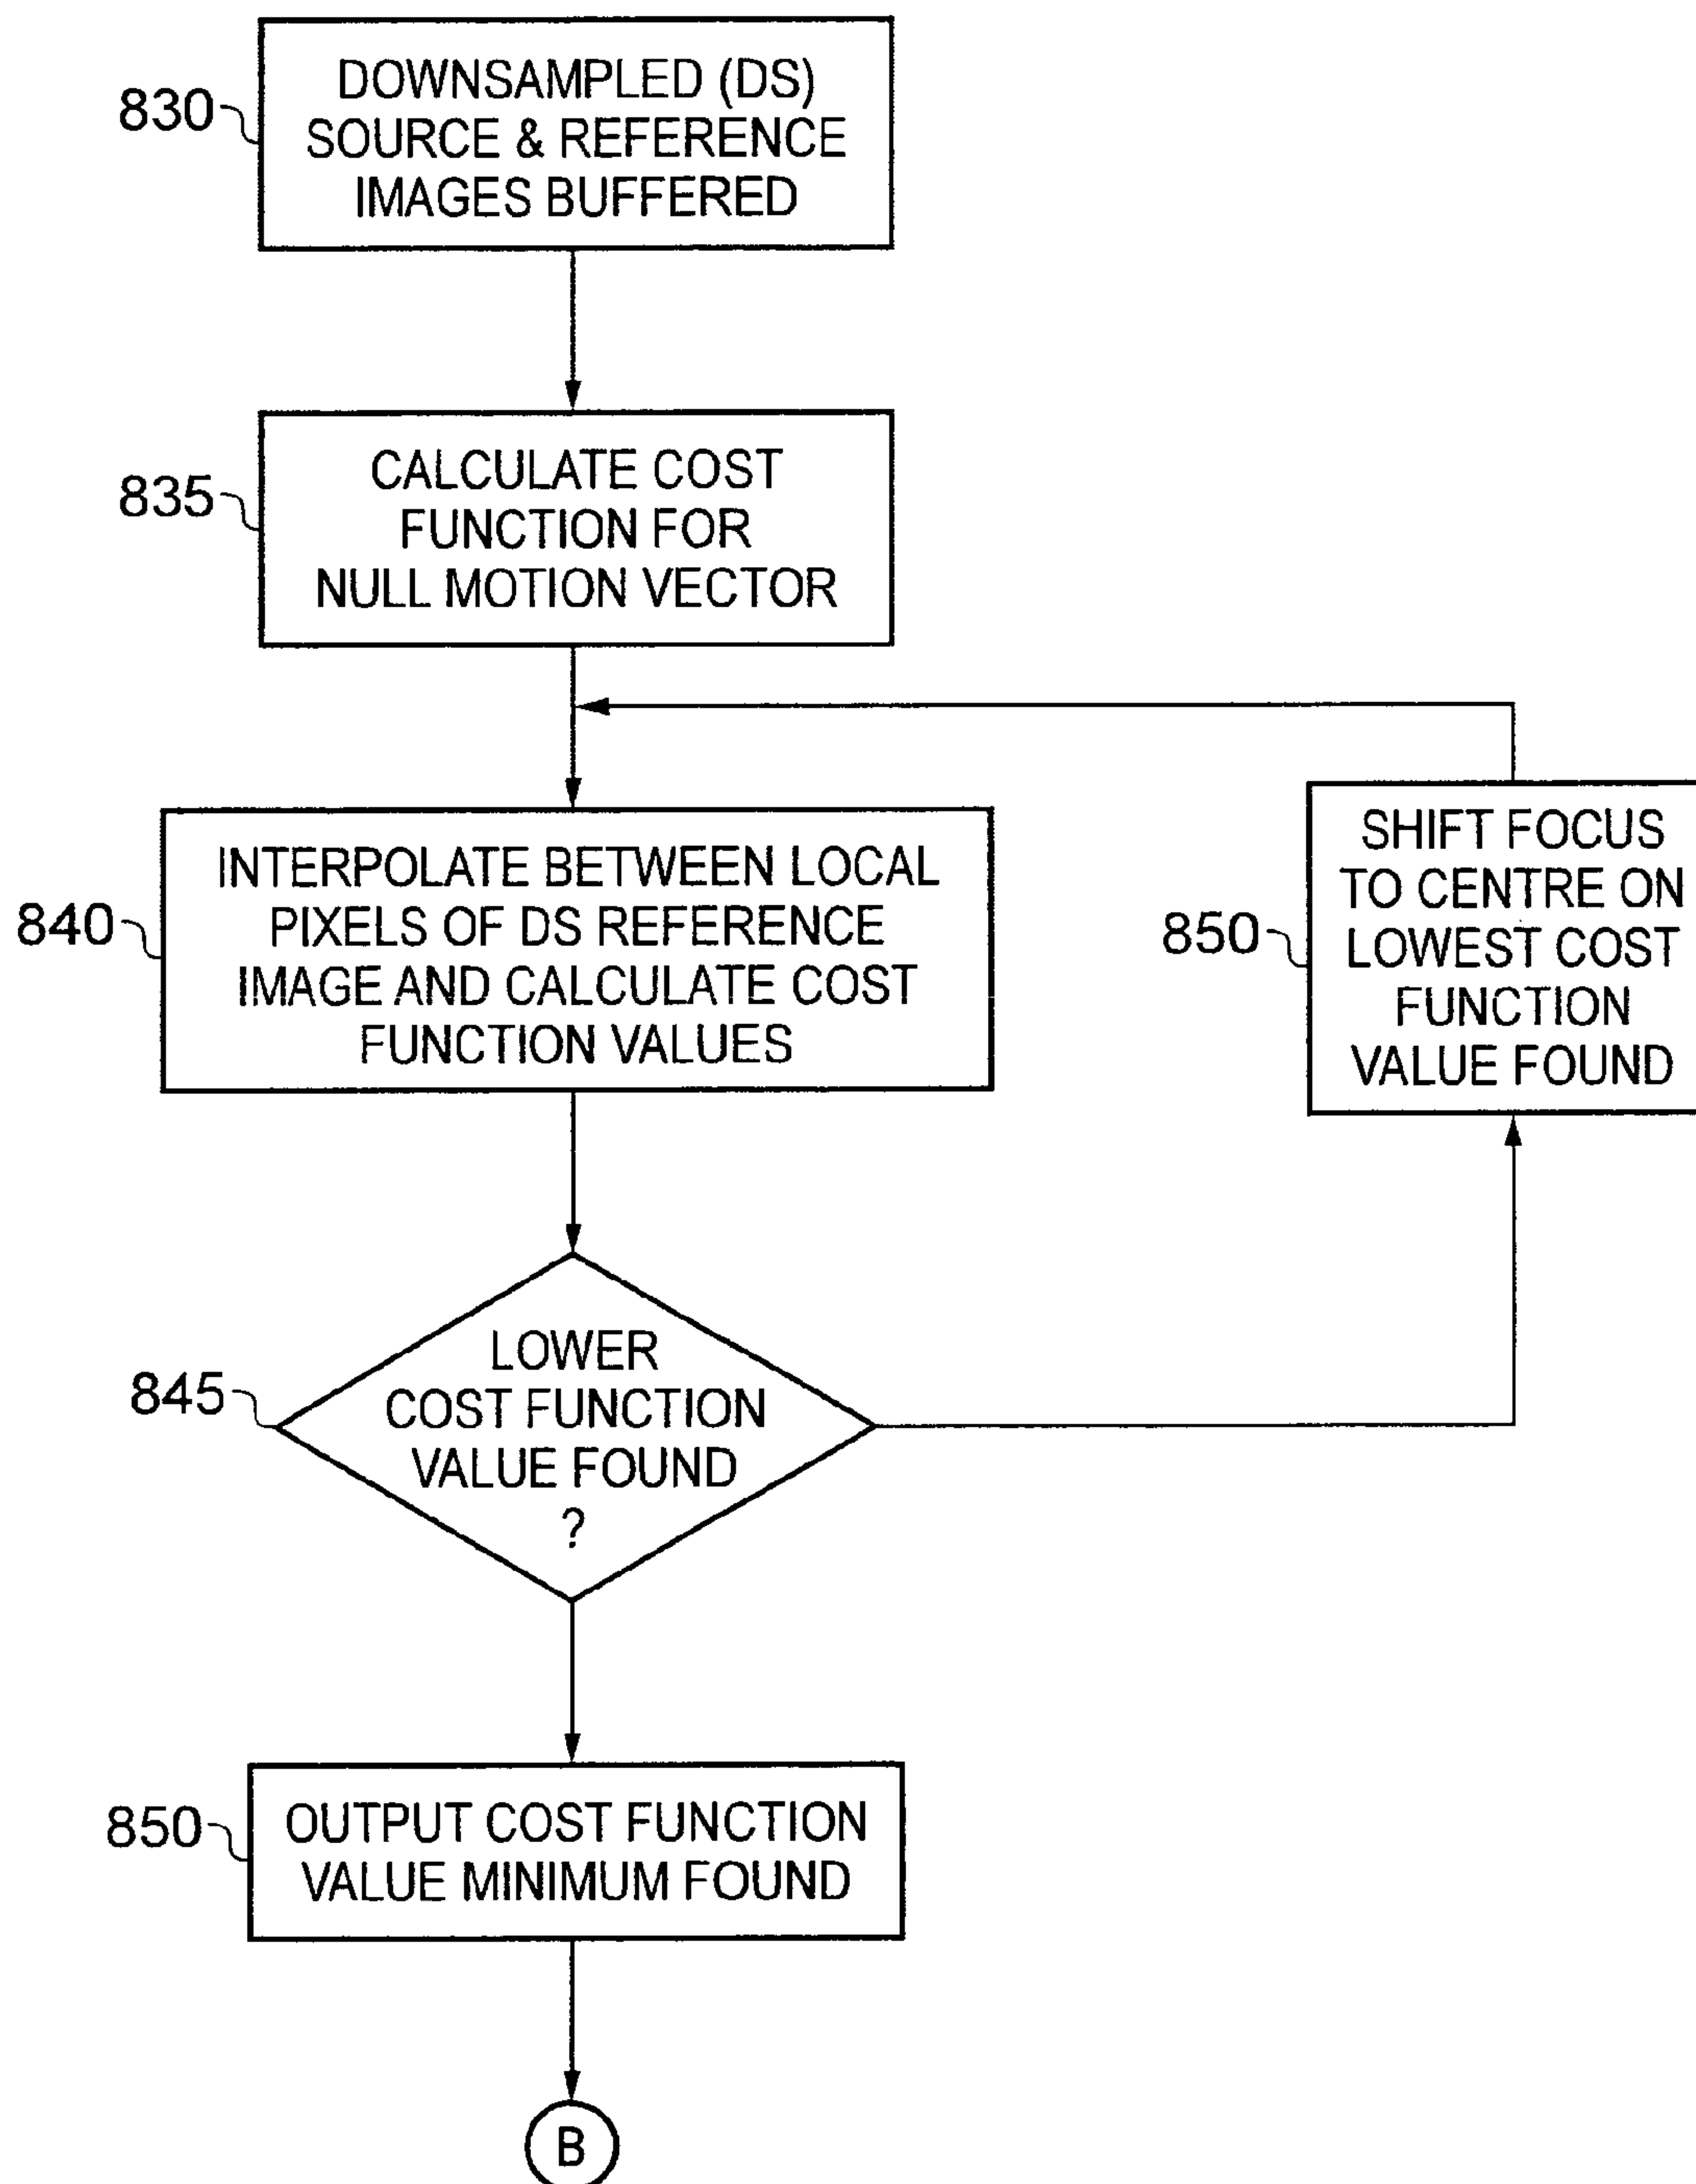 830
DOWNSAMPLED (DS)
SOURCE & REFERENCE
IMAGES BUFFERED
835
CALCULATE COST
FUNCTION FOR
NULL MOTION VECTOR
840
INTERPOLATE BETWEEN LOCAL
PIXELS OF DS REFERENCE
IMAGE AND CALCULATE COST
FUNCTION VALUES
850
SHIFT FOCUS
TO CENTRE ON
LOWEST COST
FUNCTION
VALUE FOUND
845
LOWER
COST FUNCTION
VALUE FOUND
?
850
OUTPUT COST FUNCTION
VALUE MINIMUM FOUND
B